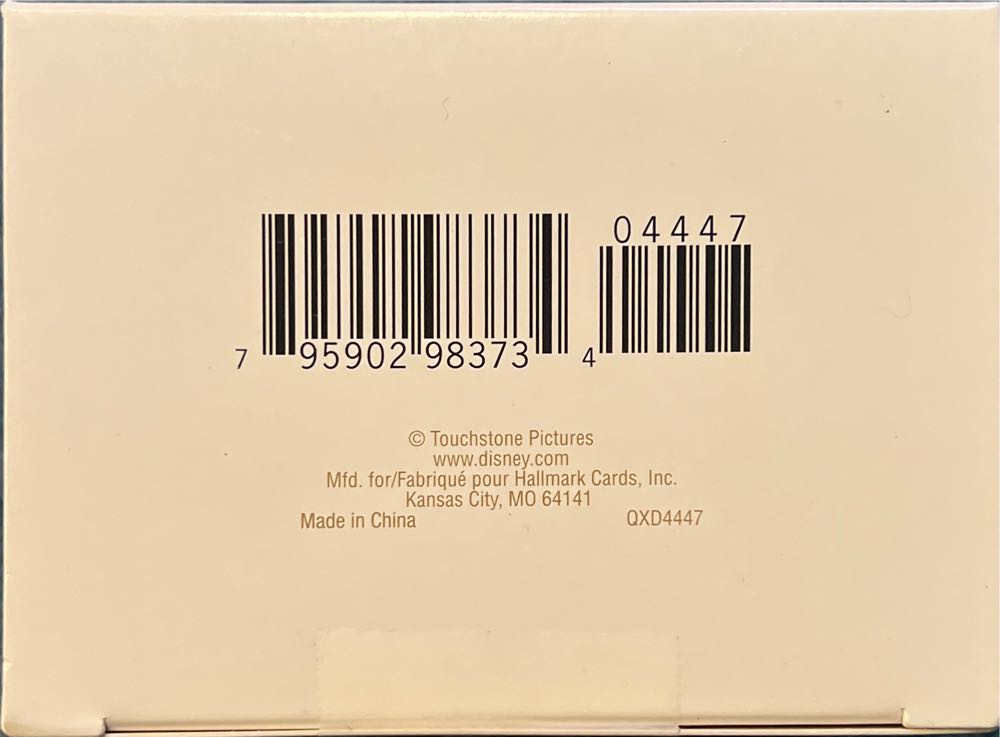 04447
7 95902 98373 4
© Touchstone Pictures
www.disney.com
Mfd. for/Fabriqué pour Hallmark Cards, Inc.
Kansas City, MO 64141
Made in China QXD4447